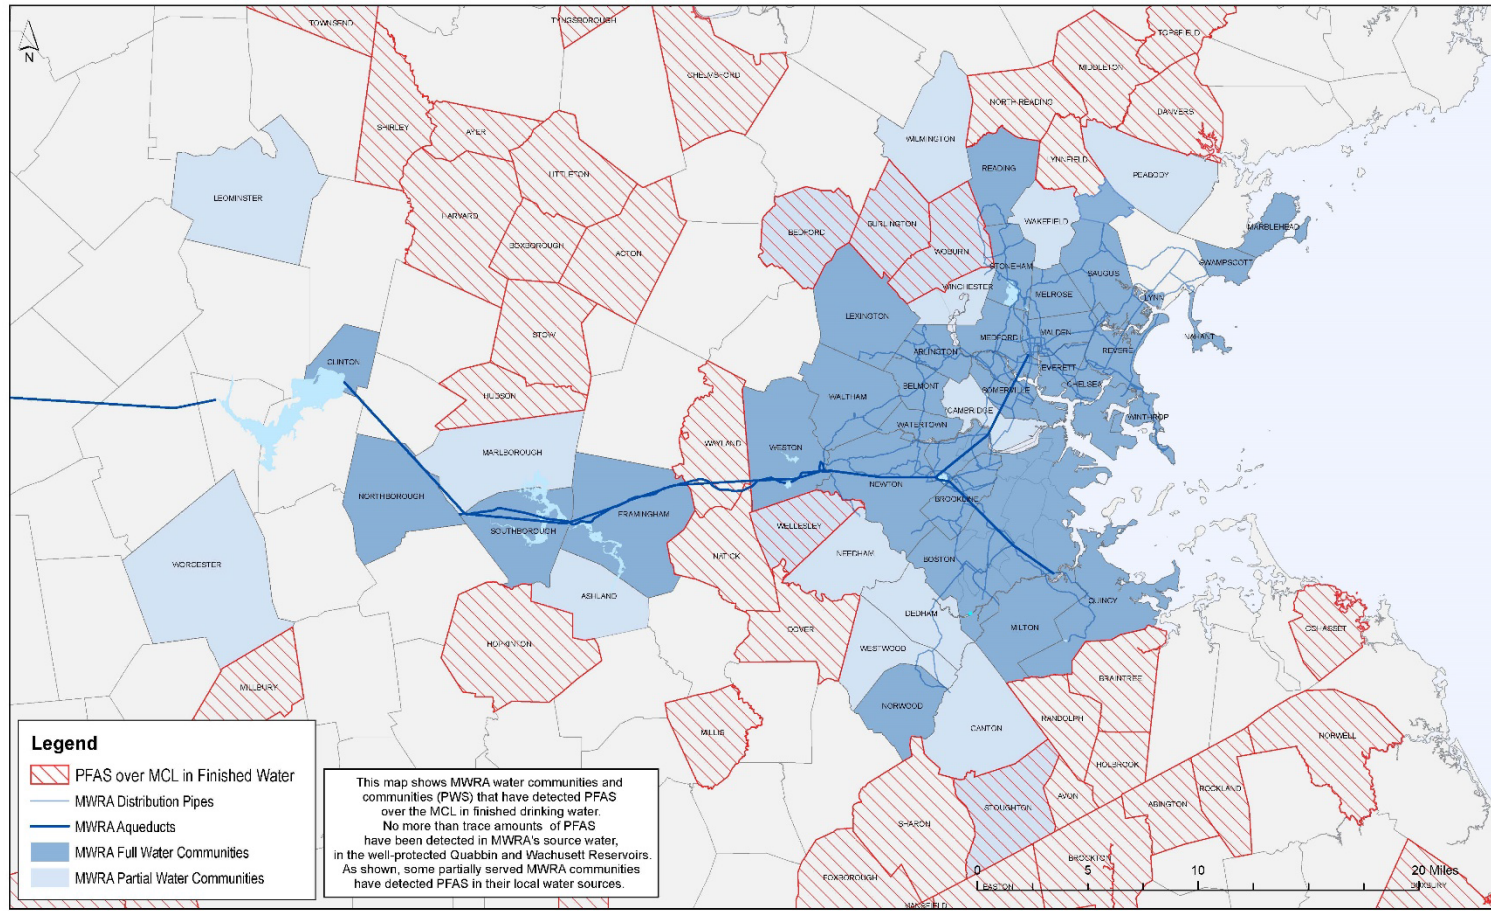 TOWNSEND
TYNGSBOROUGH
TOPSFIELD
N
CHELMSFORD
MIDDLETON
NORTH READING
DANVERS
SHIRLEY
AYER
WILMINGTON
LITTLETON
READING
LYNNFIELD
PEABODY
LEOMINSTER
HARVARD
BOXBOROUGH
ACTON
BEDFORD
BURLINGTON
WOBURN
WAKEFIELD
MARBLEHEAD
STONEHAM
SWAMPSCOTT
SAUGUS
WINCHESTER
MELROSE
LYNN
LEXINGTON
STOW
MEDFORD
MALDEN
NAHANT
ARLINGTON
REVERE
CLINTON
EVERETT
BELMONT
SOMERVILLE
CHELSEA
HUDSON
WALTHAM
CAMBRIDGE
WINTHROP
WATERTOWN
MARLBOROUGH
WAYLAND
WESTON
NORTHBOROUGH
NEWTON
BROOKLINE
FRAMINGHAM
SOUTHBOROUGH
WELLESLEY
NATICK
NEEDHAM
BOSTON
WORCESTER
ASHLAND
QUINCY
DEDHAM
DOVER
MILTON
COHASSET
HOPKINTON
WESTWOOD
BRAINTREE
MILLBURY
NORWOOD
RANDOLPH
MILLIS
CANTON
NORWELL
HOLBROOK
ROCKLAND
AVON
ABINGTON
STOUGHTON
SHARON
BROCKTON
FOXBOROUGH
EASTON
DUXBURY
MANSFIELD
0 5 10 20 Miles
Legend
PFAS over MCL in Finished Water
MWRA Distribution Pipes
MWRA Aqueducts
MWRA Full Water Communities
MWRA Partial Water Communities
This map shows MWRA water communities and
communities (PWS) that have detected PFAS
over the MCL in finished drinking water.
No more than trace amounts of PFAS
have been detected in MWRA's source water,
in the well-protected Quabbin and Wachusett Reservoirs.
As shown, some partially served MWRA communities
have detected PFAS in their local water sources.